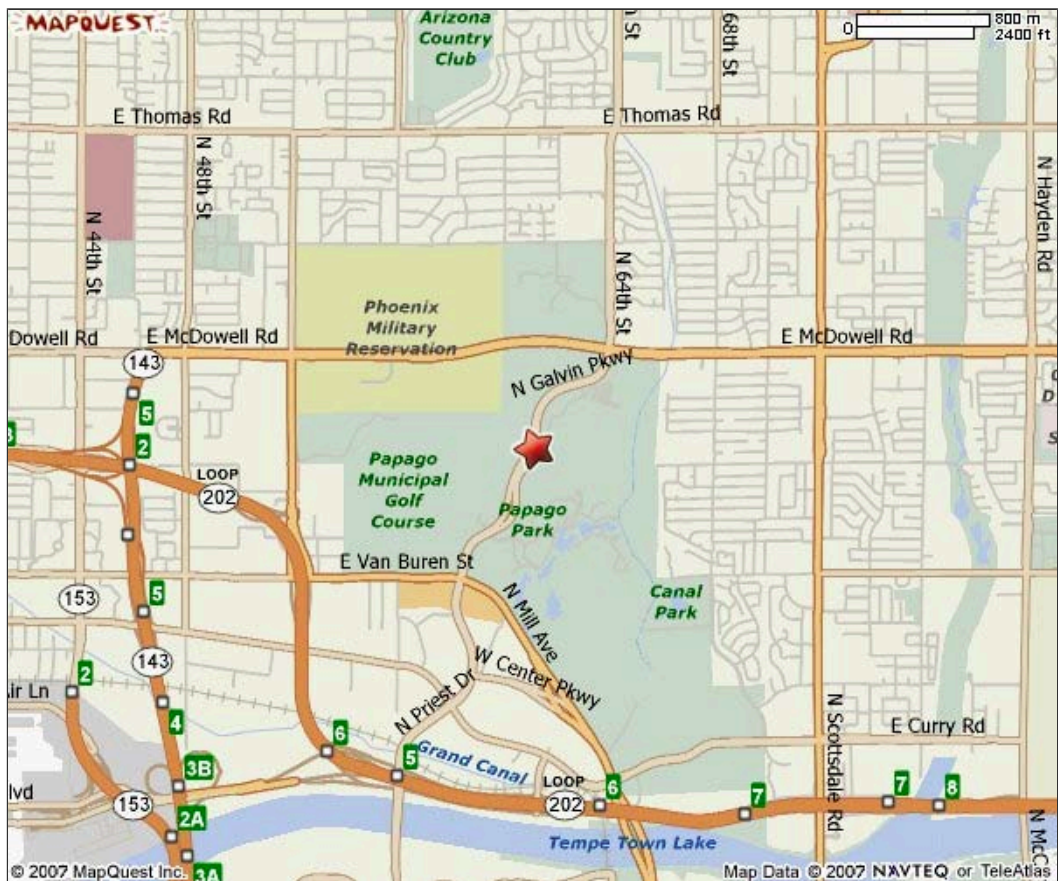 MAPQUEST
Arizona
Country
Club
68th St
0
800 m
2400 ft
E Thomas Rd
E Thomas Rd
N 48th St
N 44th St
N 64th St
N Hayden Rd
Phoenix
Military
Reservation
Dowell Rd
E McDowell Rd
E McDowell Rd
143
N Galvin Pkwy
5
2
LOOP
202
Papago
Municipal
Golf
Course
Papago
Park
E Van Buren St
153
5
N Mill Ave
Canal
Park
143
W Center Pkwy
2
Air Ln
4
N Priest Dr
N Scottsdale Rd
E Curry Rd
6
5
Grand Canal
3B
LOOP
202
6
7
7
8
lvd
153
2A
Tempe Town Lake
N McC
3A
© 2007 MapQuest Inc.
Map Data © 2007 NAVTEQ or TeleAtlas